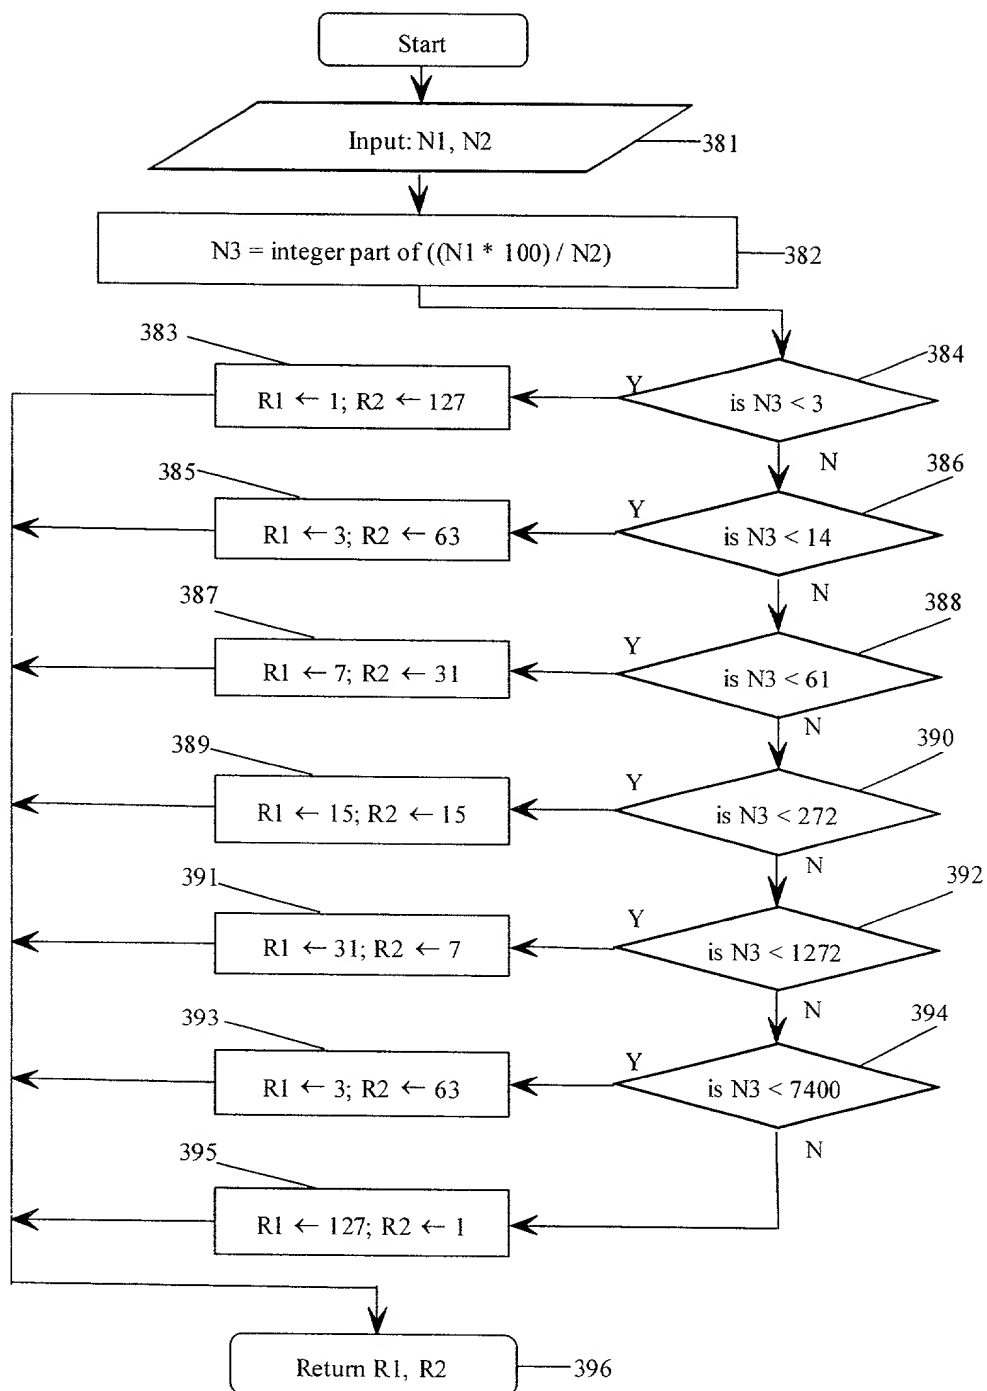 Start
Input: N1, N2
381
N3 = integer part of ((N1 * 100) / N2)
382
383
384
R1 ← 1; R2 ← 127
Y
is N3 < 3
N
385
386
R1 ← 3; R2 ← 63
Y
is N3 < 14
N
387
388
R1 ← 7; R2 ← 31
Y
is N3 < 61
N
389
390
R1 ← 15; R2 ← 15
Y
is N3 < 272
N
391
392
R1 ← 31; R2 ← 7
Y
is N3 < 1272
N
393
394
R1 ← 3; R2 ← 63
Y
is N3 < 7400
N
395
R1 ← 127; R2 ← 1
Return R1, R2
396